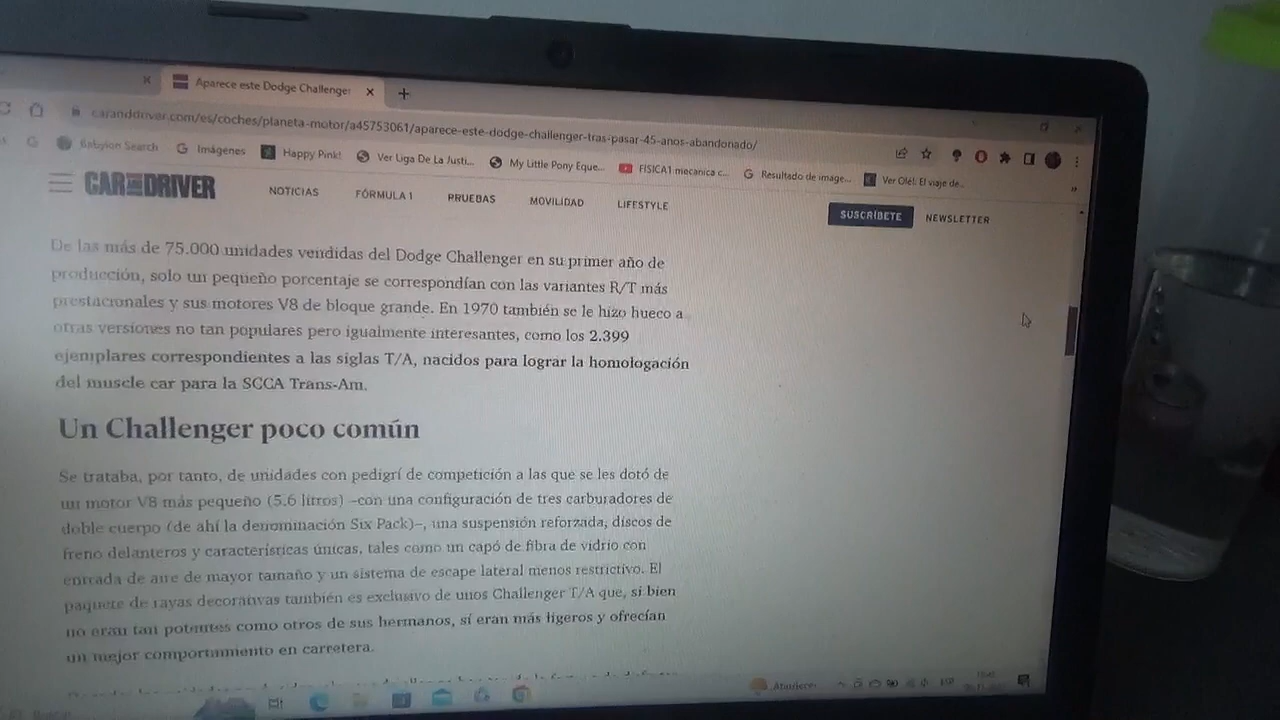 Aparece este Dodge Challenger
caranddriver.com/es/coches/planeta-motor/a45753061/aparece-este-dodge-challenger-tras-pasar-45-anos-abandonado/
Babylon Search Imágenes Happy Pink! Ver Liga De La Justi... My Little Pony Eque... FISICA1 mecanica c... Resultado de image... Ver Olé!. El viaje de...
CAR AND DRIVER NOTICIAS FÓRMULA 1 PRUEBAS MOVILIDAD LIFESTYLE SUSCRÍBETE NEWSLETTER
De las más de 75.000 unidades vendidas del Dodge Challenger en su primer año de
producción, solo un pequeño porcentaje se correspondían con las variantes R/T más
prestacionales y sus motores V8 de bloque grande. En 1970 también se le hizo hueco a
otras versiones no tan populares pero igualmente interesantes, como los 2.399
ejemplares correspondientes a las siglas T/A, nacidos para lograr la homologación
del muscle car para la SCCA Trans-Am.
Un Challenger poco común
Se trataba, por tanto, de unidades con pedigrí de competición a las que se les dotó de
un motor V8 más pequeño (5.6 litros) –con una configuración de tres carburadores de
doble cuerpo (de ahí la denominación Six Pack)–, una suspensión reforzada, discos de
freno delanteros y características únicas, tales como un capó de fibra de vidrio con
entrada de aire de mayor tamaño y un sistema de escape lateral menos restrictivo. El
paquete de rayas decorativas también es exclusivo de unos Challenger T/A que, si bien
no eran tan potentes como otros de sus hermanos, sí eran más ligeros y ofrecían
un mejor comportamiento en carretera.
ESP